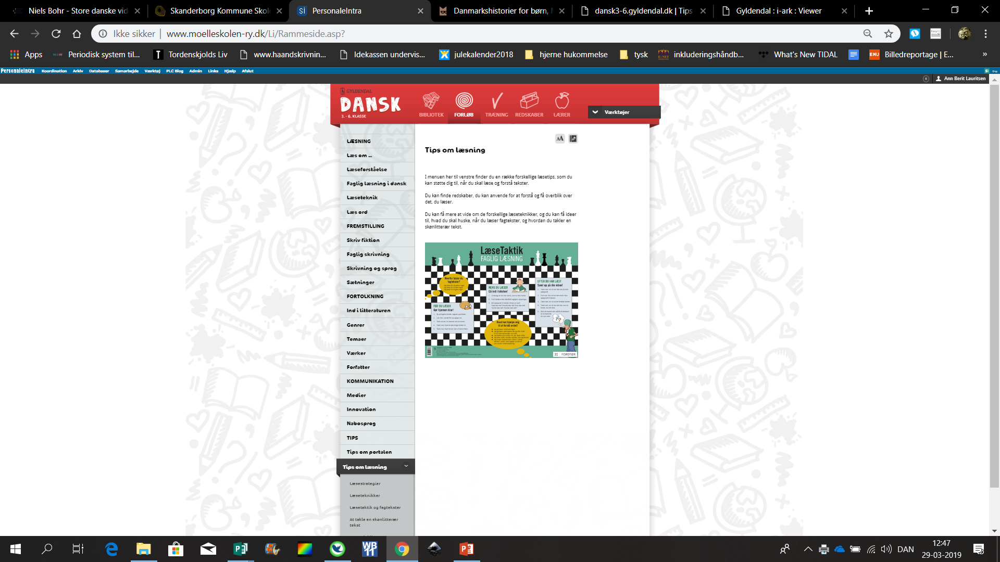 Niels Bohr - Store danske vid
Skanderborg Kommune Skol
PersonaleIntra
Danmarkshistorier for børn, M
dansk3-6.gyldendal.dk | Tips
Gyldendal : i-ark : Viewer
Ikke sikker | www.moelleskolen-ry.dk/Li/Rammeside.asp?
Apps
Periodisk system til...
Tordenskjolds Liv
www.haandskrivnin...
Idekassen undervis...
julekalender2018
hjerne hukommelse
tysk
inkluderingshåndb...
What's New TIDAL
Billedreportage | E...
PersonaleIntra Koordination Arkiv Databaser Samarbejde Værktøj PLC Blog Admin Links Hjælp Afslut
Ann Berit Lauritsen
GYLDENDAL
DANSK
3. - 6. KLASSE
BIBLIOTEK FORLØB TRÆNING REDSKABER LÆRER
Værktøjer
LÆSNING
Læs om ...
Læseforståelse
Faglig læsning i dansk
Læseteknik
Læs ord
FREMSTILLING
Skriv fiktion
Faglig skrivning
Skrivning og sprog
Sætninger
FORTOLKNING
Ind i litteraturen
Genrer
Temaer
Værker
Forfatter
KOMMUNIKATION
Medier
Innovation
Nabosprog
TIPS
Tips om portalen
Tips om læsning
Læsestrategier
Læseteknikker
Læsetaktik og fagtekster
At takle en skønlitterær
tekst
AA
Tips om læsning
I menuen her til venstre finder du en række forskellige læsetips, som du
kan støtte dig til, når du skal læse og forstå tekster.
Du kan finde redskaber, du kan anvende for at forstå og få overblik over
det, du læser.
Du kan få mere at vide om de forskellige læseteknikker, og du kan få ideer
til, hvad du skal huske, når du læser fagtekster, og hvordan du takler en
skønlitterær tekst.
LæseTaktik
FAGLIG LÆSNING
Hvorfor læser du
fagtekster?
FØR DU LÆSER
Gør hjernen klar!
MENS DU LÆSER
Gå ind i teksten!
EFTER DU HAR LÆST
Saml op på din viden!
Hvad kan hjælpe mig
til at forstå ordet?
FORSTØR
DAN
12:47
29-03-2019